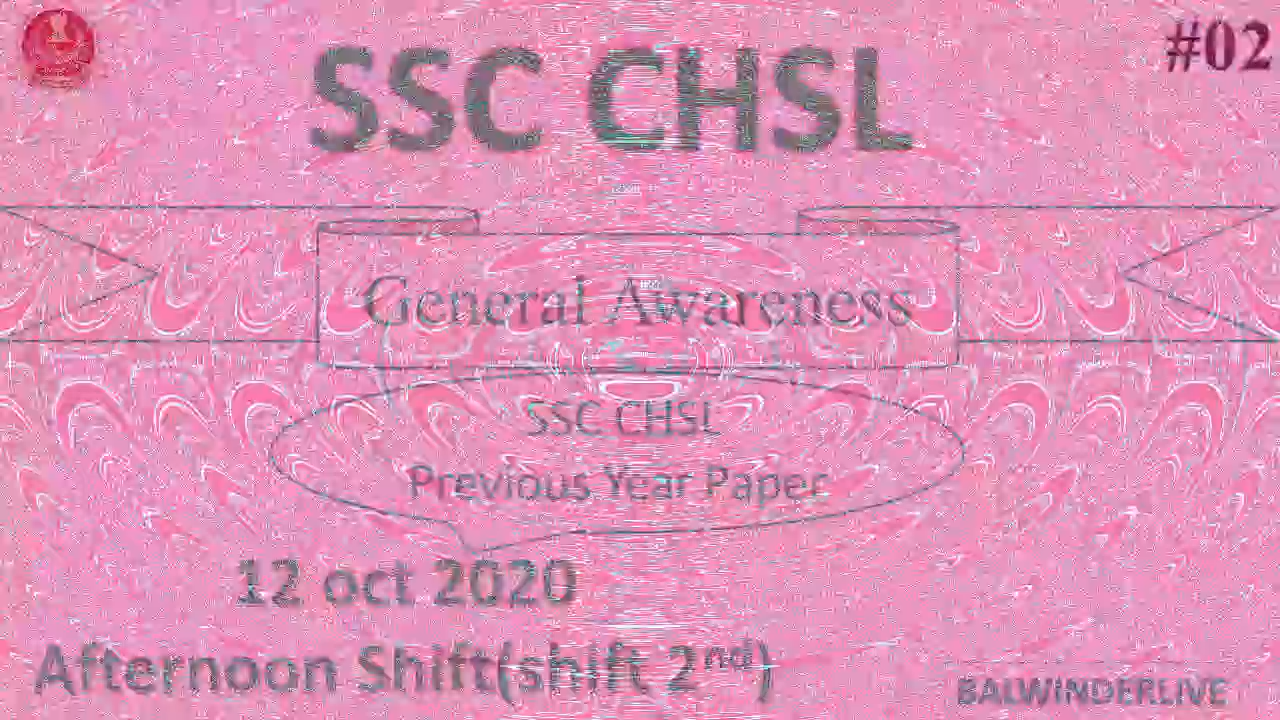 #02
SSC CHSL
General Awareness
SSC CHSL
Previous Year Paper
12 oct 2020
Afternoon Shift(shift 2nd)
BALWINDERLIVE